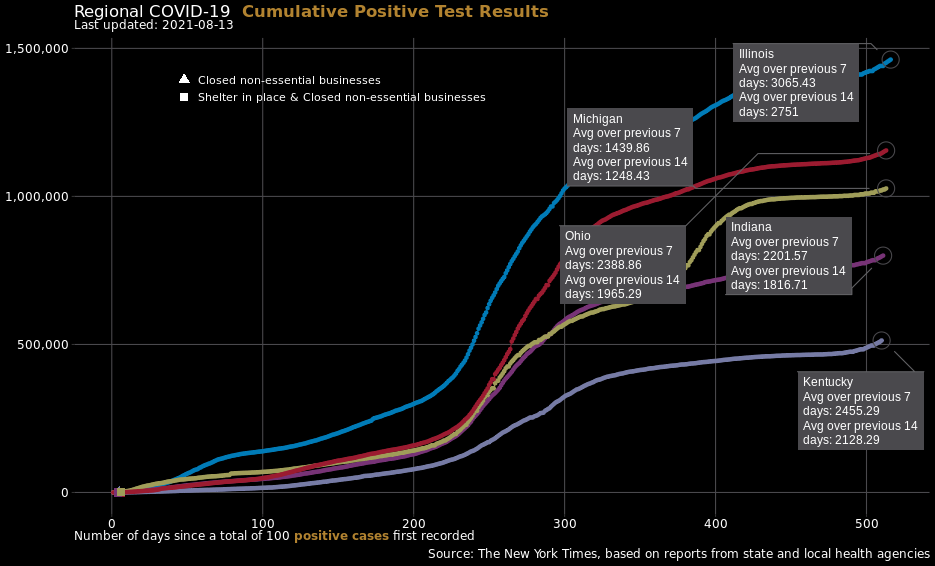 Regional COVID-19 Cumulative Positive Test Results
Last updated: 2021-08-13
1,500,000
1,000,000
500,000
0
Closed non-essential businesses
Shelter in place & Closed non-essential businesses
Illinois
Avg over previous 7
days: 3065.43
Avg over previous 14
days: 2751
Michigan
Avg over previous 7
days: 1439.86
Avg over previous 14
days: 1248.43
Ohio
Avg over previous 7
days: 2388.86
Avg over previous 14
days: 1965.29
Indiana
Avg over previous 7
days: 2201.57
Avg over previous 14
days: 1816.71
Kentucky
Avg over previous 7
days: 2455.29
Avg over previous 14
days: 2128.29
0 100 200 300 400 500
Number of days since a total of 100 positive cases first recorded
Source: The New York Times, based on reports from state and local health agencies